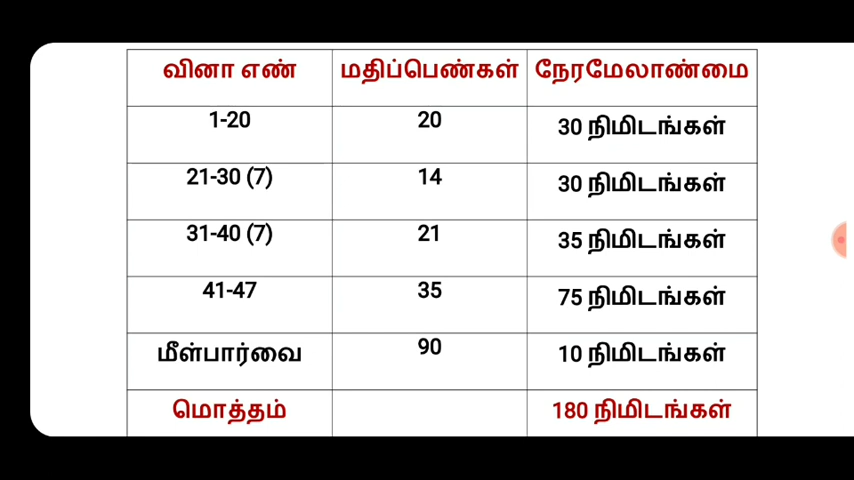 வினா எண் மதிப்பெண்கள் நேரமேலாண்மை
1-20 20 30 நிமிடங்கள்
21-30 (7) 14 30 நிமிடங்கள்
31-40 (7) 21 35 நிமிடங்கள்
41-47 35 75 நிமிடங்கள்
மீள்பார்வை 90 10 நிமிடங்கள்
மொத்தம் 180 நிமிடங்கள்